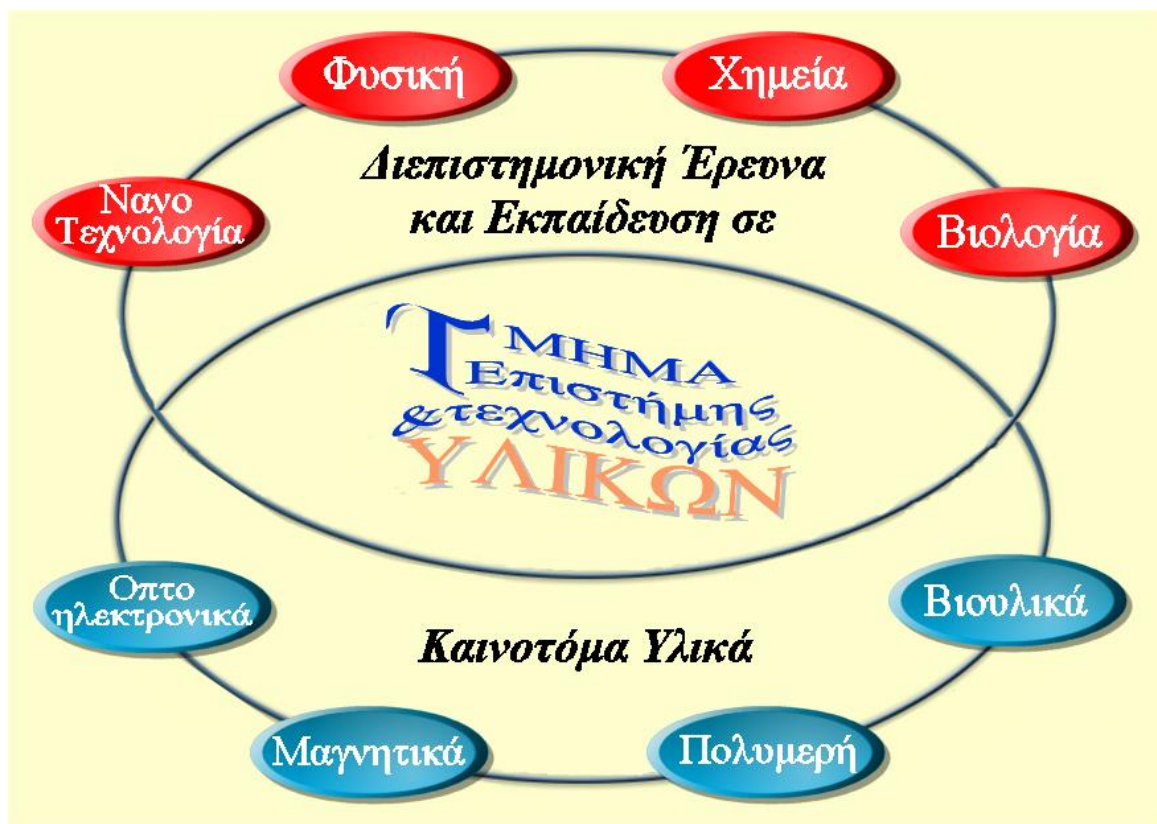 Φυσική
Χημεία
Διεπιστημονική Έρευνα
και Εκπαίδευση σε
Νανο
Τεχνολογία
Βιολογία
ΤΜΗΜΑ
Επιστήμης
&τεχνολογίας
ΥΛΙΚΩΝ
Οπτο
ηλεκτρονικά
Βιουλικά
Καινοτόμα Υλικά
Μαγνητικά
Πολυμερή